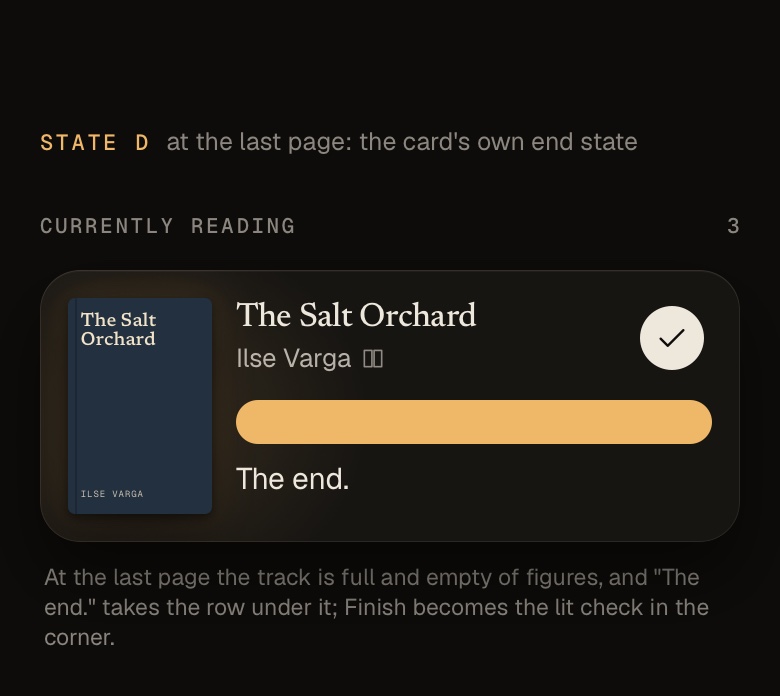 STATE D at the last page: the card's own end state
CURRENTLY READING 3
The Salt
Orchard
ILSE VARGA
The Salt Orchard
Ilse Varga
The end.
At the last page the track is full and empty of figures, and "The
end." takes the row under it; Finish becomes the lit check in the
corner.